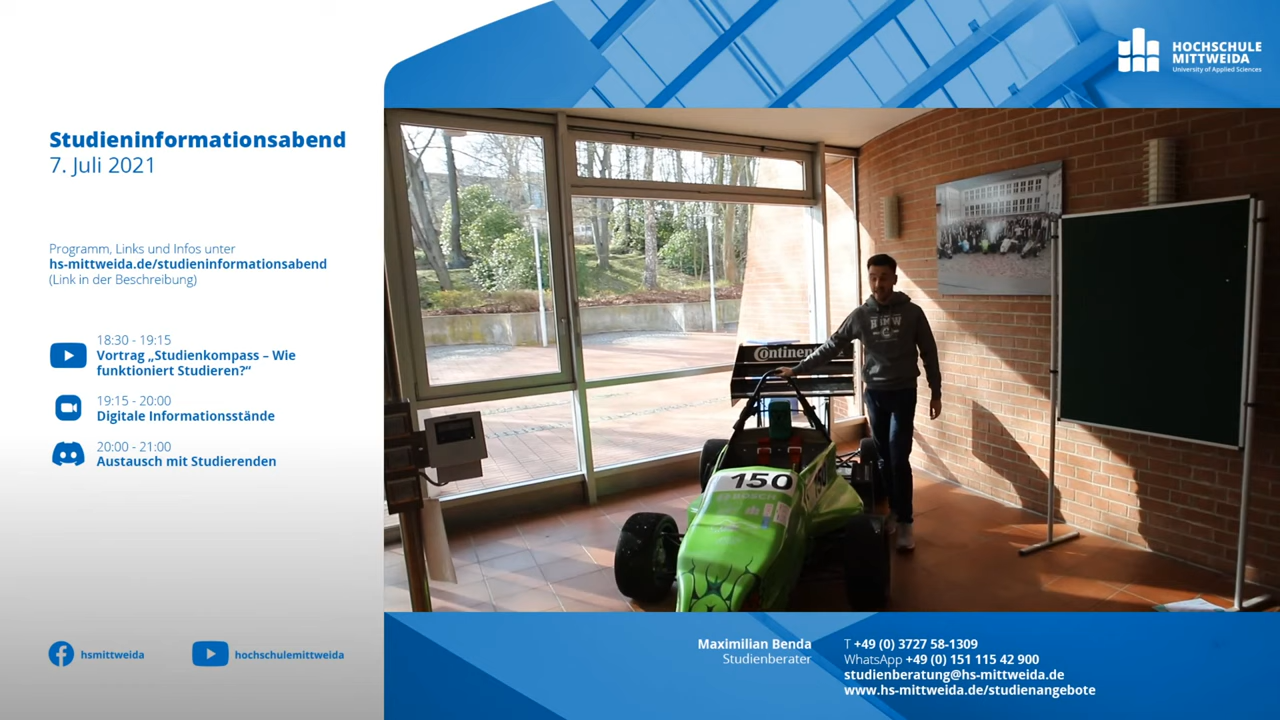 HOCHSCHULE
MITTWEIDA
University of Applied Sciences
Studieninformationsabend
7. Juli 2021
Programm, Links und Infos unter
hs-mittweida.de/studieninformationsabend
(Link in der Beschreibung)
18:30 - 19:15
Vortrag „Studienkompass – Wie
funktioniert Studieren?“
19:15 - 20:00
Digitale Informationsstände
20:00 - 21:00
Austausch mit Studierenden
hsmittweida
hochschulemittweida
150
BOSCH
Maximilian Benda
Studienberater
T +49 (0) 3727 58-1309
WhatsApp +49 (0) 151 115 42 900
studienberatung@hs-mittweida.de
www.hs-mittweida.de/studienangebote